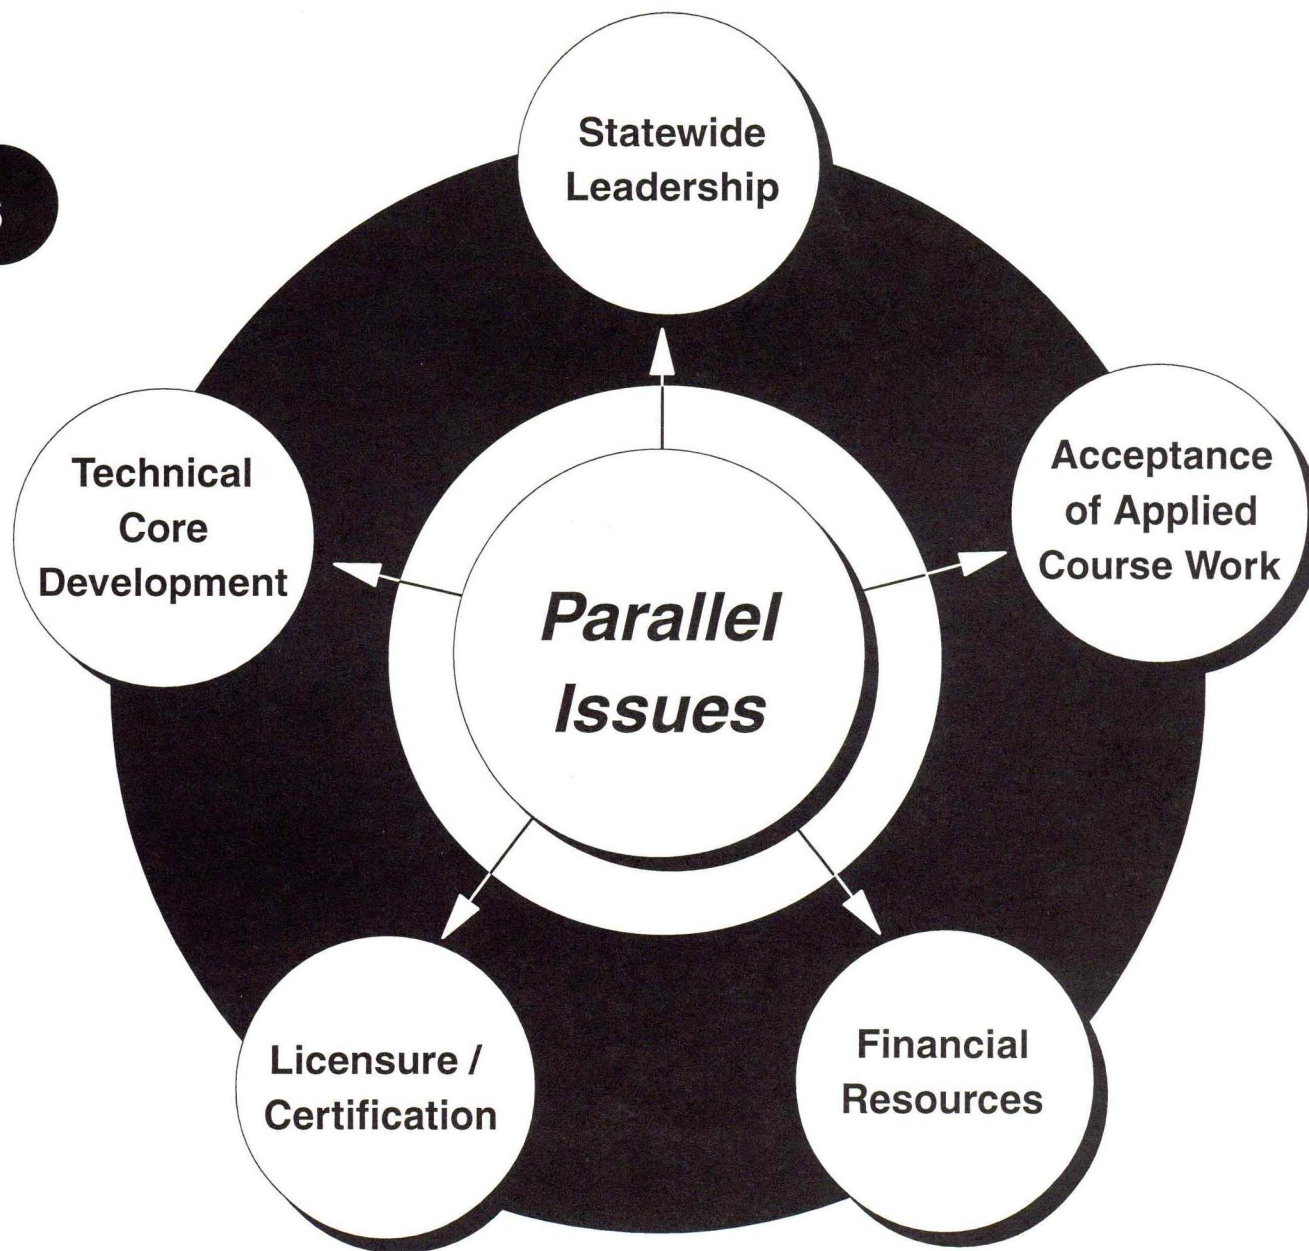 Statewide
Leadership
Acceptance
of Applied
Course Work
Financial
Resources
Licensure /
Certification
Technical
Core
Development
Parallel
Issues